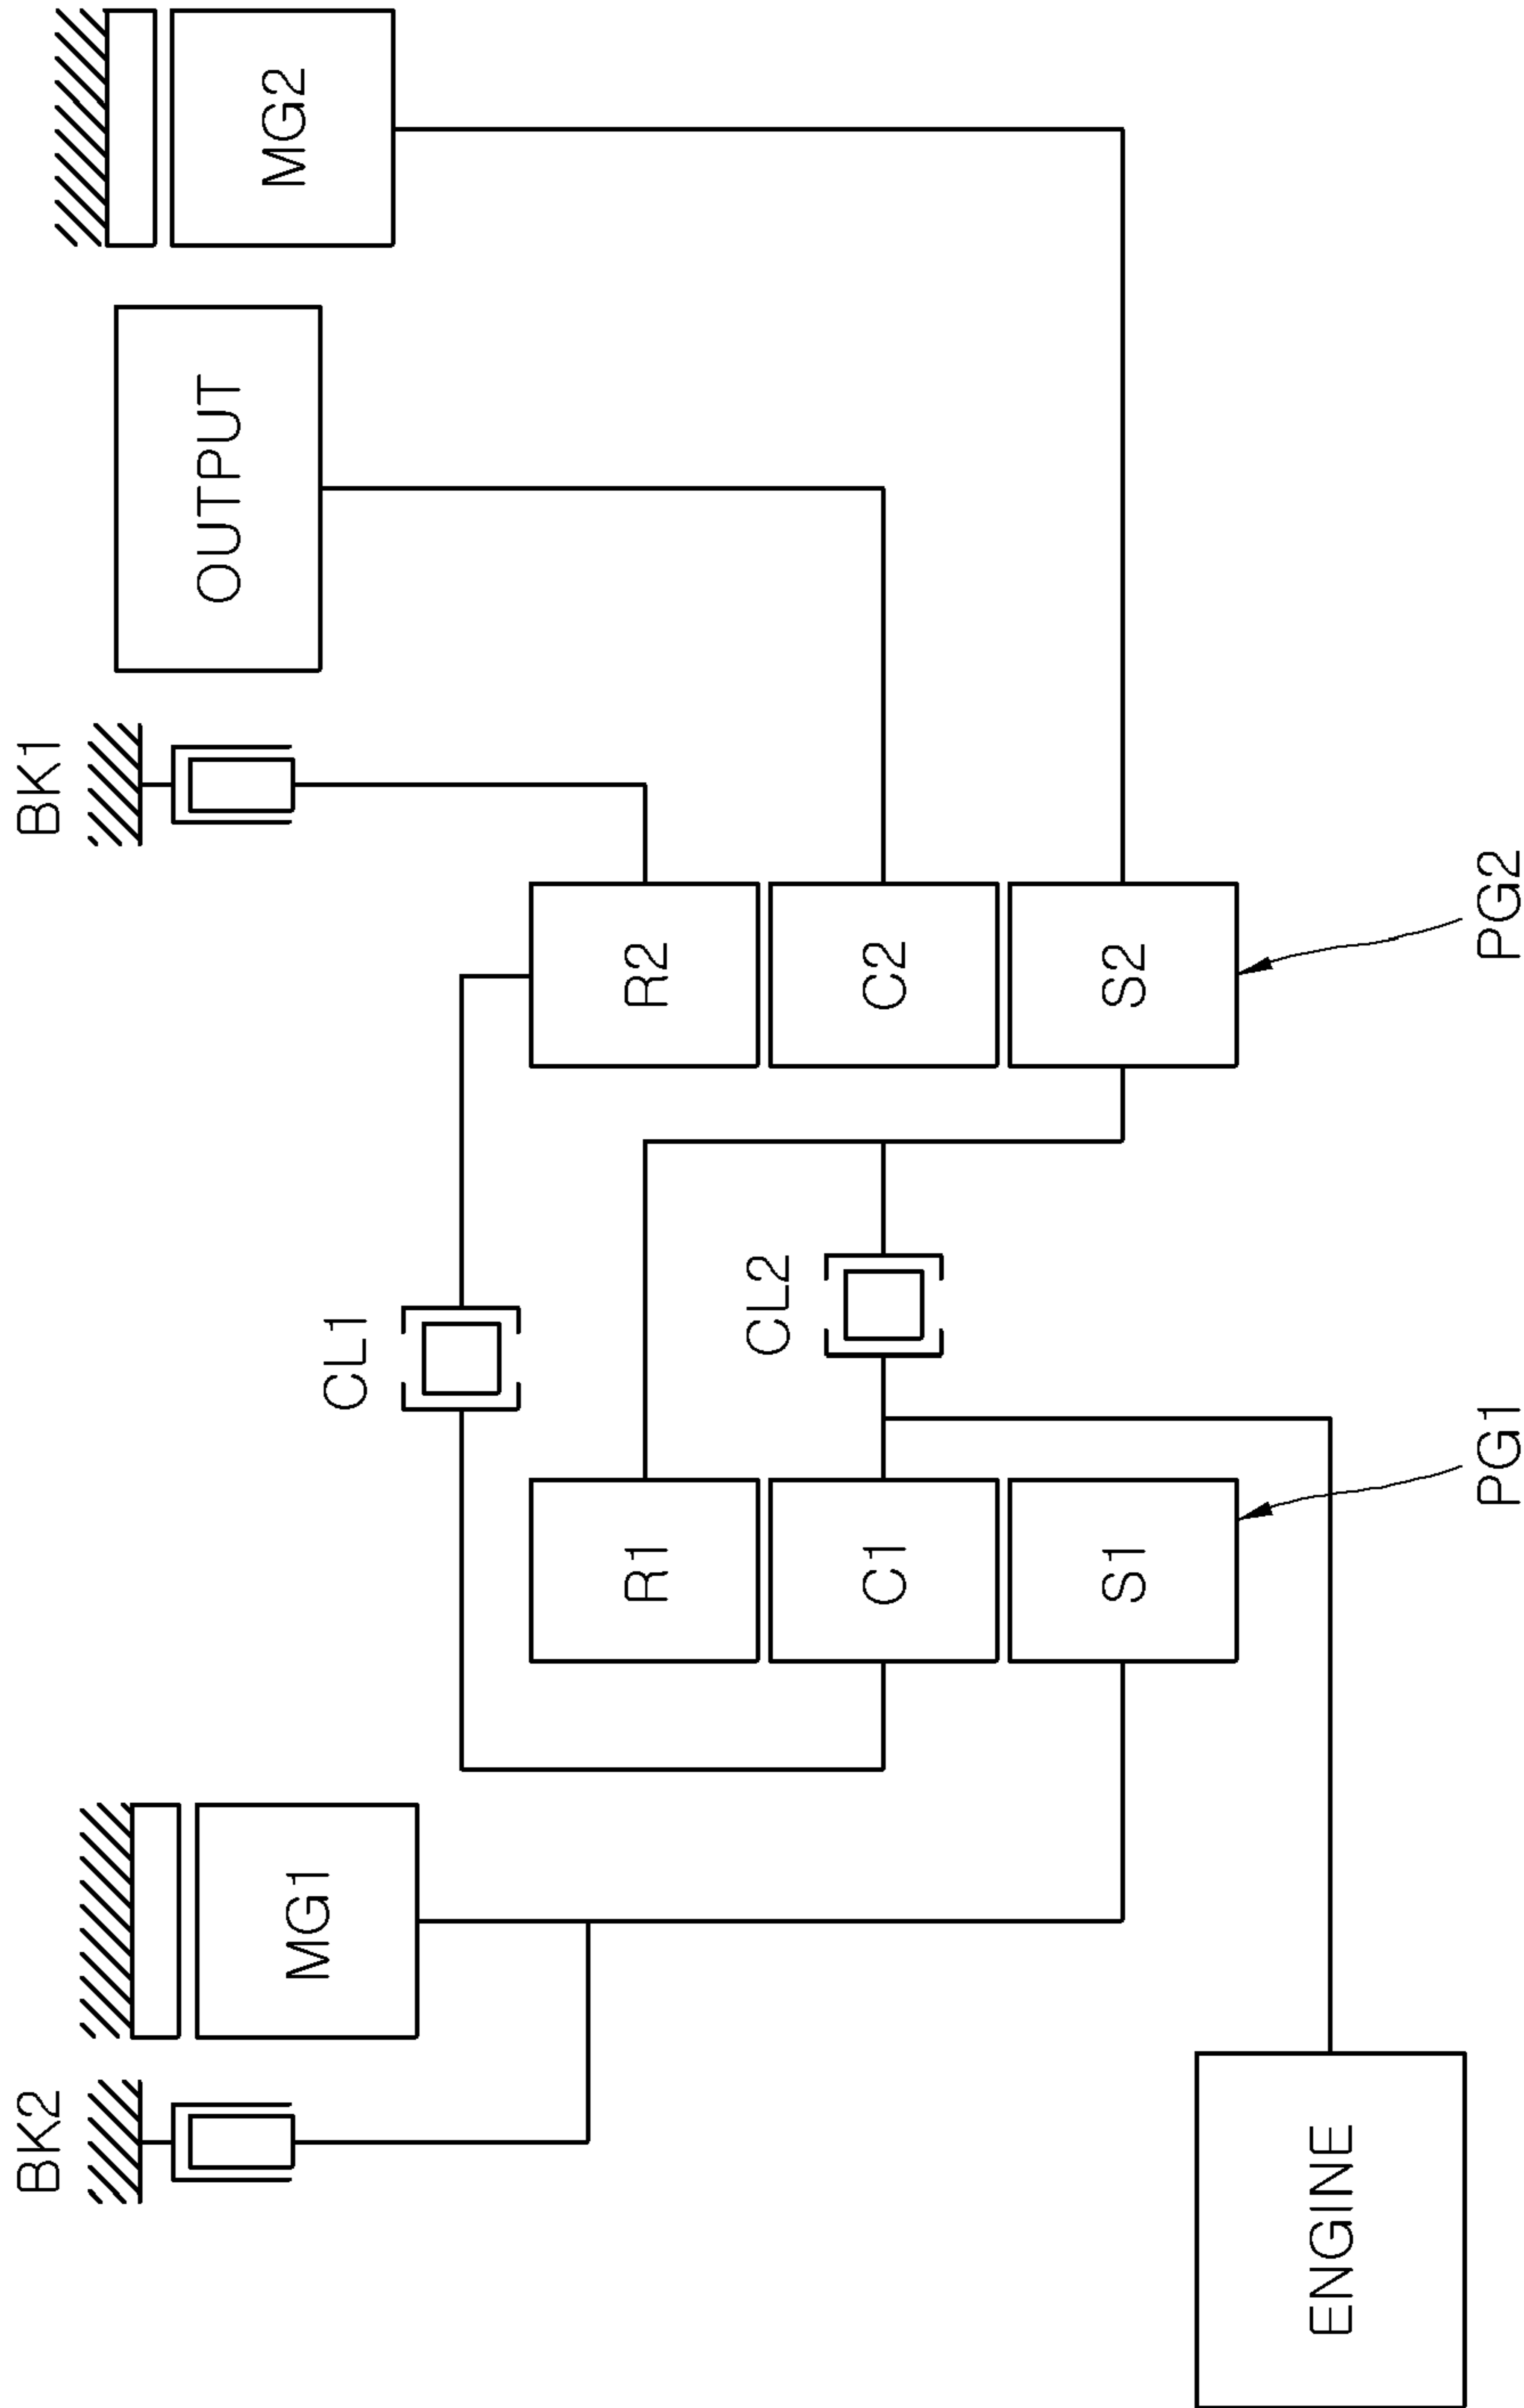 BK2
MG1
CL1
BK1
OUTPUT
MG2
R1
R2
CL2
C1
C2
S1
S2
ENGINE
PG1
PG2